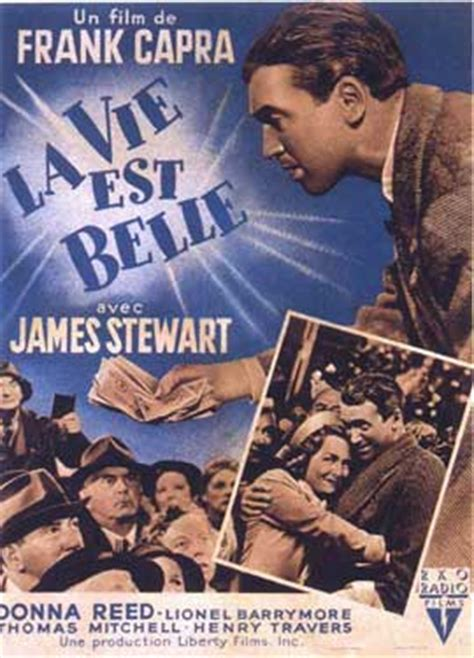 Un film de
FRANK CAPRA
LA VIE
EST
BELLE
avec
JAMES STEWART
RKO
RADIO
FILMS
DONNA REED - LIONEL BARRYMORE
THOMAS MITCHELL - HENRY TRAVERS
Une production Liberty Films, Inc.